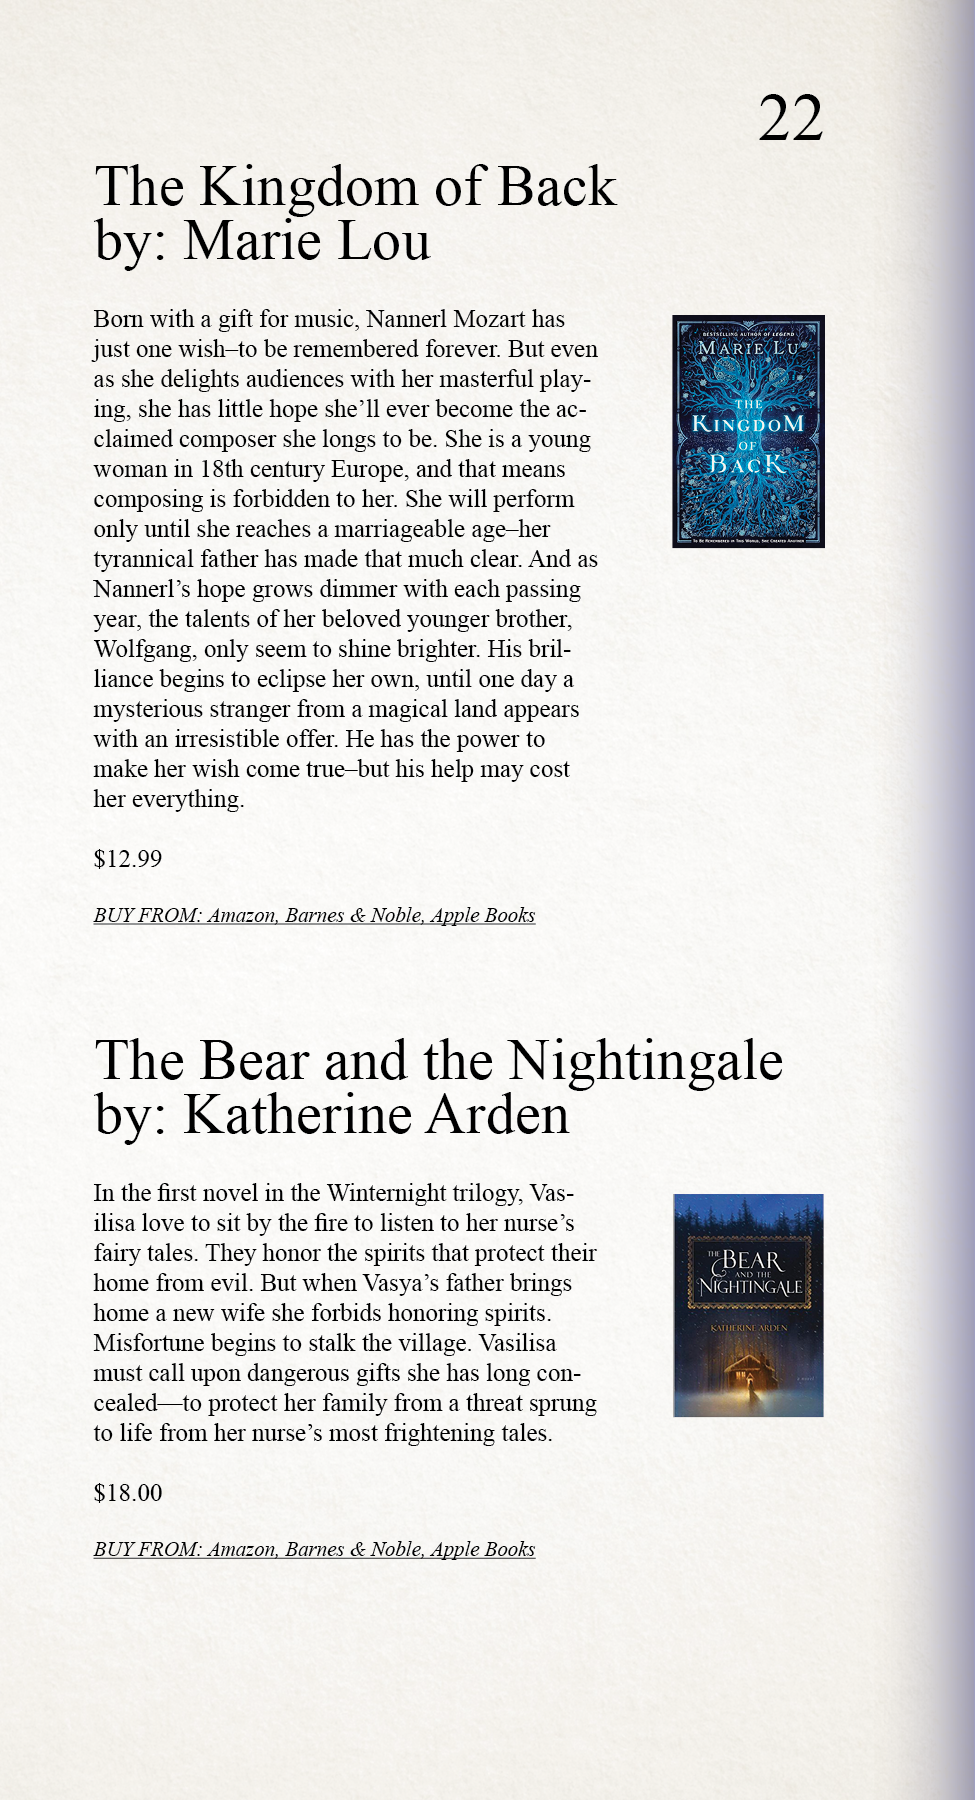 22
The Kingdom of Back
by: Marie Lou
Born with a gift for music, Nannerl Mozart has
just one wish–to be remembered forever. But even
as she delights audiences with her masterful play-
ing, she has little hope she’ll ever become the ac-
claimed composer she longs to be. She is a young
woman in 18th century Europe, and that means
composing is forbidden to her. She will perform
only until she reaches a marriageable age–her
tyrannical father has made that much clear. And as
Nannerl’s hope grows dimmer with each passing
year, the talents of her beloved younger brother,
Wolfgang, only seem to shine brighter. His bril-
liance begins to eclipse her own, until one day a
mysterious stranger from a magical land appears
with an irresistible offer. He has the power to
make her wish come true–but his help may cost
her everything.
$12.99
BUY FROM: Amazon, Barnes & Noble, Apple Books
BESTSELLING AUTHOR OF LEGEND
MARIE LU
THE
KINGDOM
OF
BACK
TO BE REMEMBERED IN THIS WORLD, SHE CREATED ANOTHER
The Bear and the Nightingale
by: Katherine Arden
In the first novel in the Winternight trilogy, Vas-
ilisa love to sit by the fire to listen to her nurse’s
fairy tales. They honor the spirits that protect their
home from evil. But when Vasya’s father brings
home a new wife she forbids honoring spirits.
Misfortune begins to stalk the village. Vasilisa
must call upon dangerous gifts she has long con-
cealed—to protect her family from a threat sprung
to life from her nurse’s most frightening tales.
$18.00
BUY FROM: Amazon, Barnes & Noble, Apple Books
THE BEAR
AND THE
NIGHTINGALE
KATHERINE ARDEN
a novel